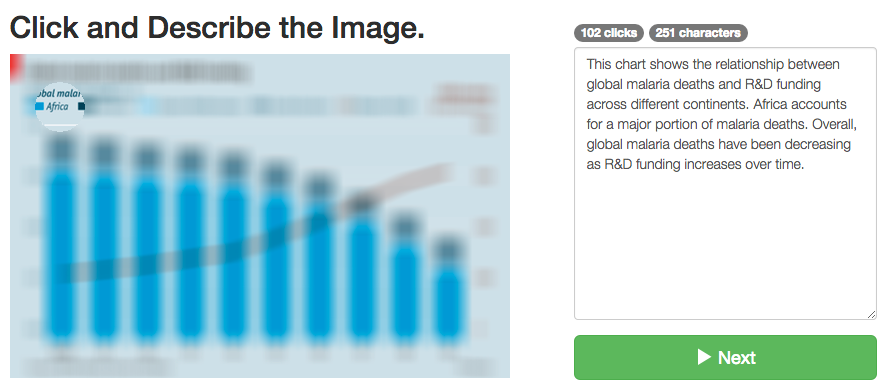 Click and Describe the Image.
102 clicks 251 characters
obal malar
Africa
This chart shows the relationship between
global malaria deaths and R&D funding
across different continents. Africa accounts
for a major portion of malaria deaths. Overall,
global malaria deaths have been decreasing
as R&D funding increases over time.
Next